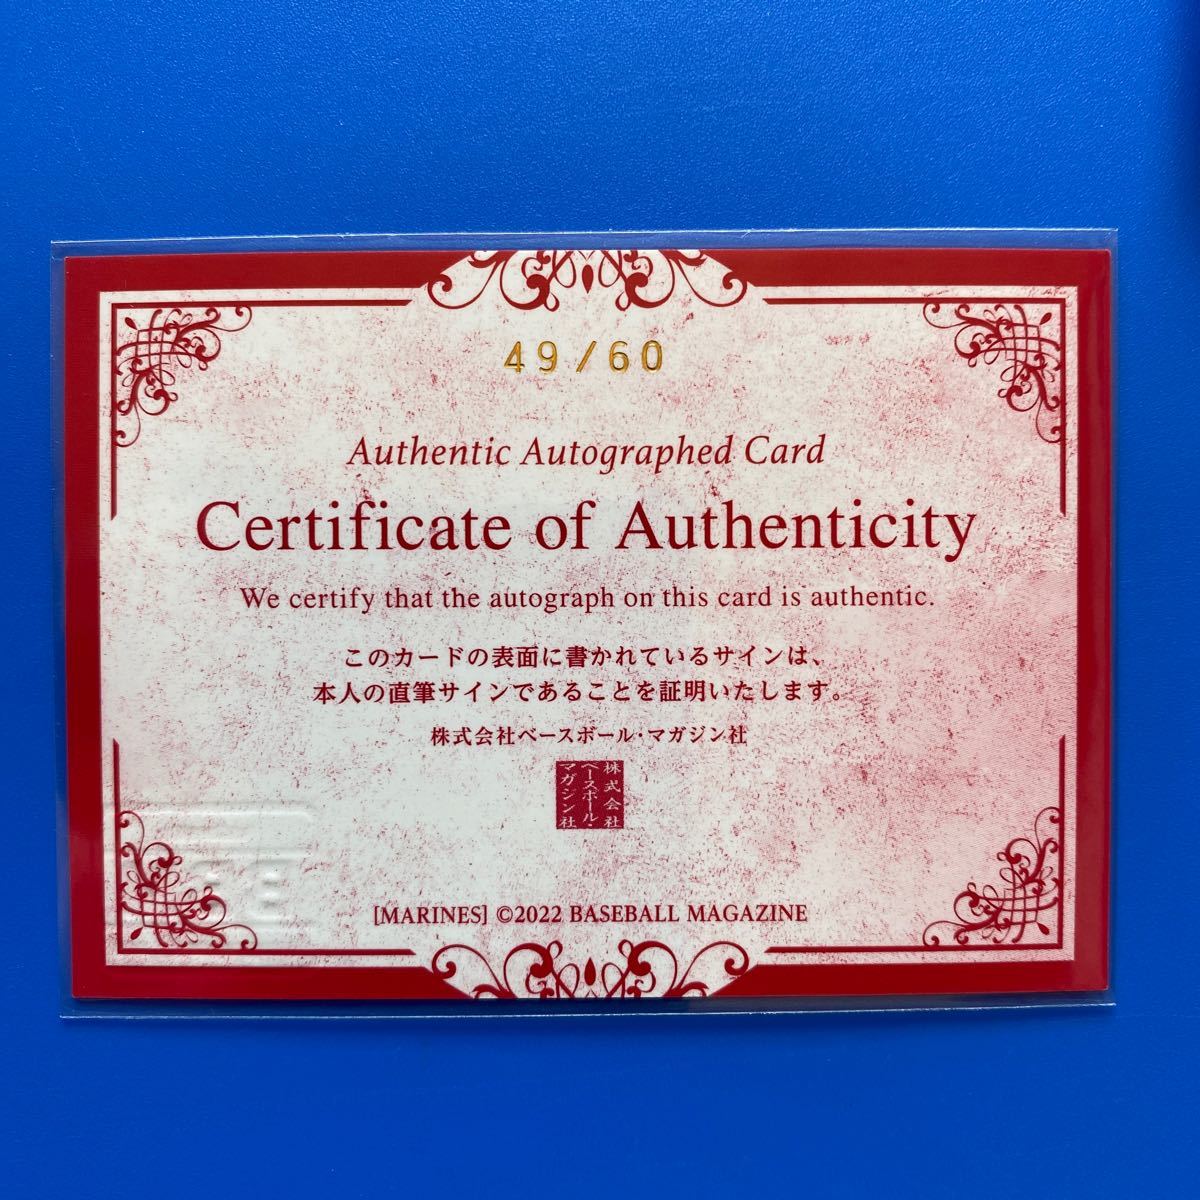 49/60
Authentic Autographed Card
Certificate of Authenticity
We certify that the autograph on this card is authentic.
このカードの表面に書かれているサインは、
本人の直筆サインであることを証明いたします。
株式会社ベースボール・マガジン社
株式会社
ベースボール・
マガジン社
[MARINES] ©2022 BASEBALL MAGAZINE